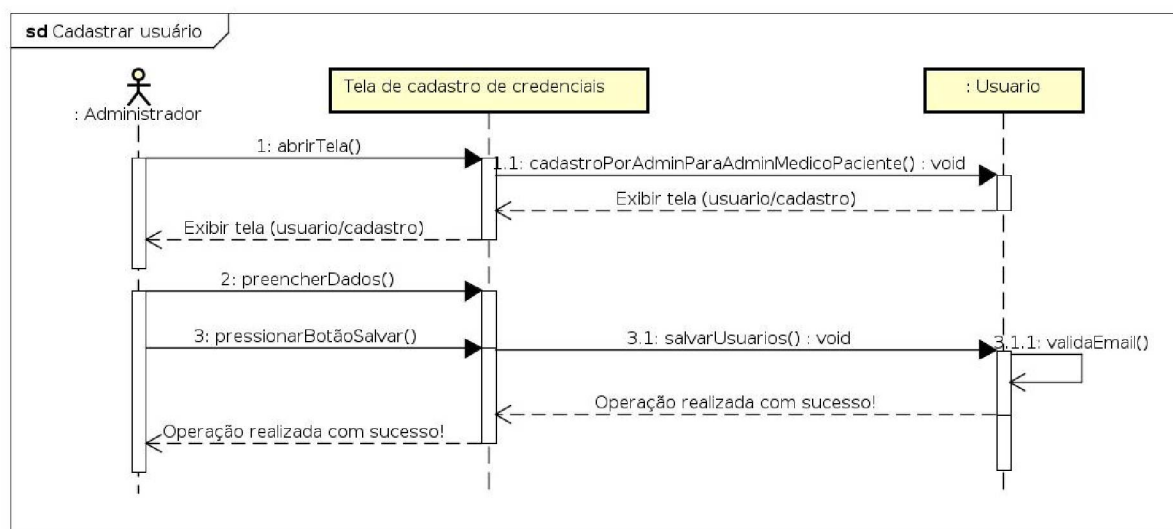 sd Cadastrar usuário
: Administrador
Tela de cadastro de credenciais
: Usuario
1: abrirTela()
1.1: cadastroPorAdminParaAdminMedicoPaciente() : void
Exibir tela (usuario/cadastro)
Exibir tela (usuario/cadastro)
2: preencherDados()
3: pressionarBotãoSalvar()
3.1: salvarUsuarios() : void
3.1.1: validaEmail()
Operação realizada com sucesso!
Operação realizada com sucesso!